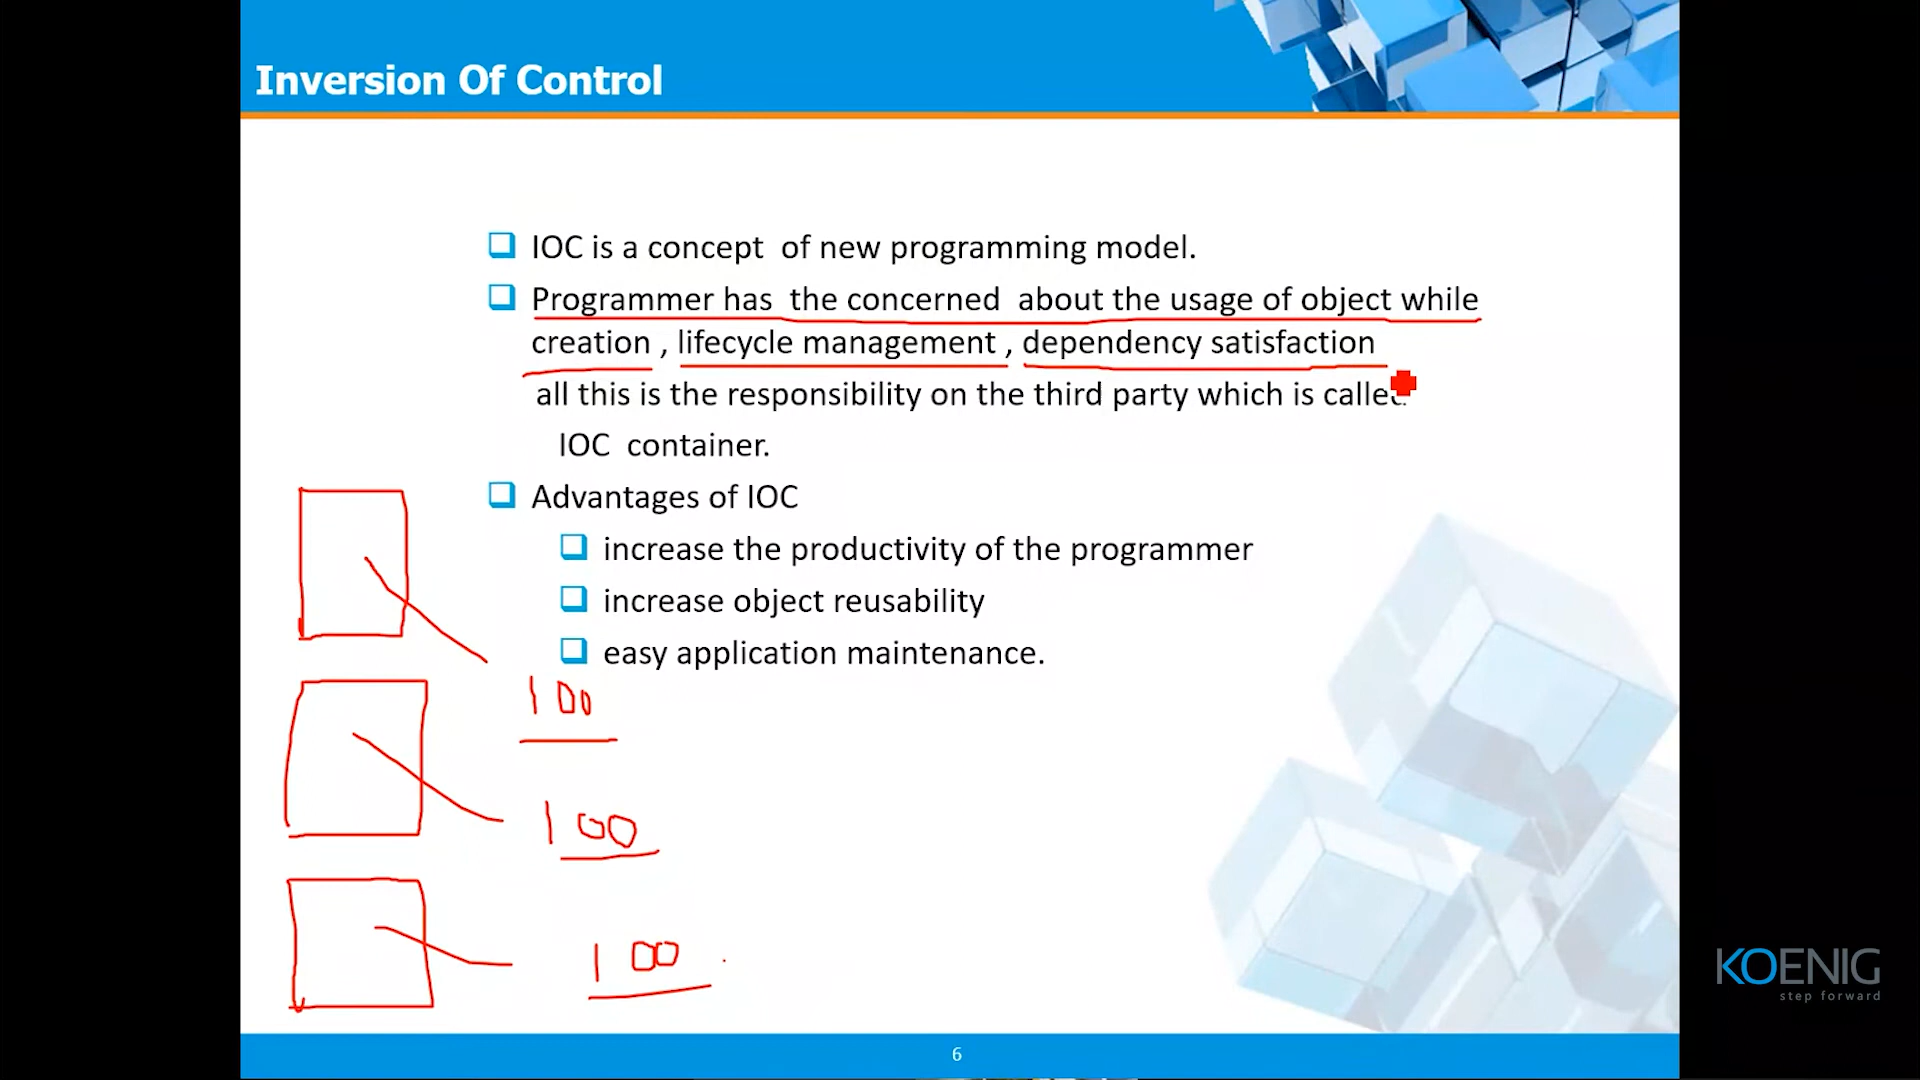 Inversion Of Control
IOC is a concept of new programming model.
Programmer has the concerned about the usage of object while
creation , lifecycle management , dependency satisfaction
all this is the responsibility on the third party which is called
IOC container.
Advantages of IOC
increase the productivity of the programmer
increase object reusability
easy application maintenance.
100
100
100
KOENIG
step forward
6